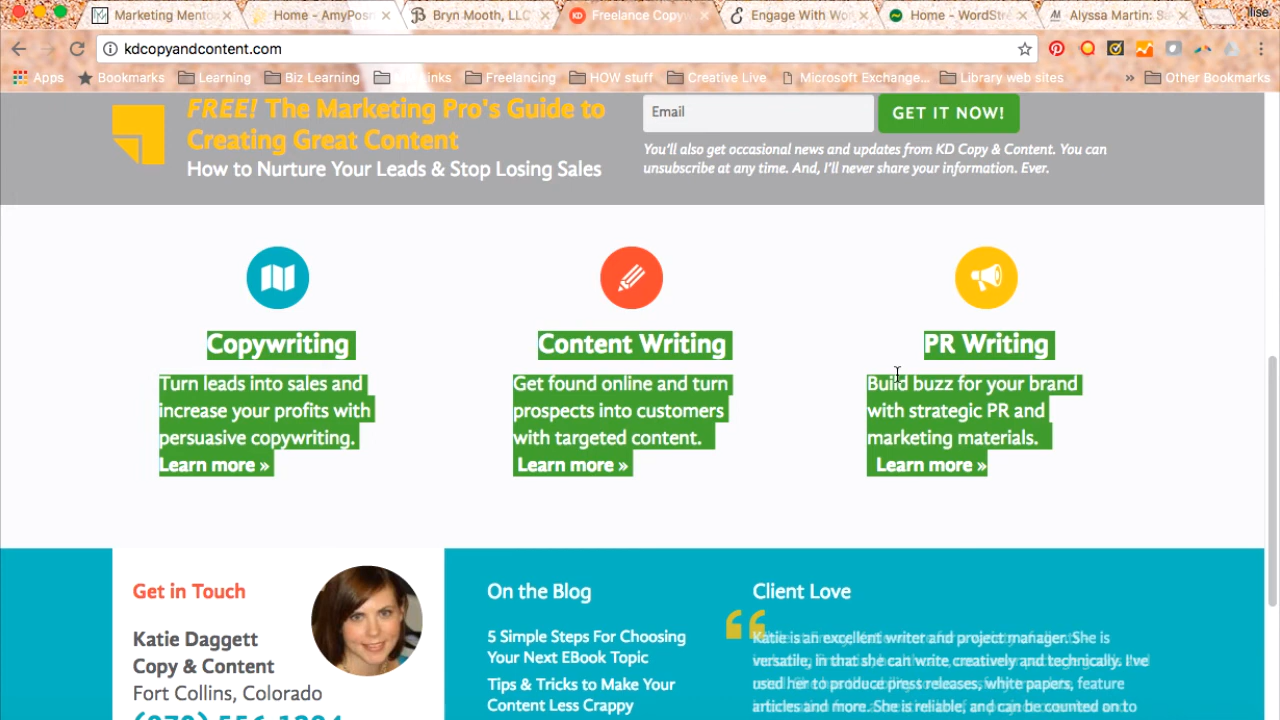 Marketing Mento
Home - AmyPos
Bryn Mooth, LLC
Freelance Copy
Engage With Wo
Home - WordStr
Alyssa Martin: S
Ilise
kdcopyandcontent.com
Apps
Bookmarks
Learning
Biz Learning
Freelancing
HOW stuff
Creative Live
Microsoft Exchange...
Library web sites
»
Other Bookmarks
FREE! The Marketing Pro's Guide to
Creating Great Content
How to Nurture Your Leads & Stop Losing Sales
Email
GET IT NOW!
You'll also get occasional news and updates from KD Copy & Content. You can
unsubscribe at any time. And, I'll never share your information. Ever.
Copywriting
Turn leads into sales and
increase your profits with
persuasive copywriting.
Learn more »
Content Writing
Get found online and turn
prospects into customers
with targeted content.
Learn more »
PR Writing
Build buzz for your brand
with strategic PR and
marketing materials.
Learn more »
Get in Touch
Katie Daggett
Copy & Content
Fort Collins, Colorado
On the Blog
5 Simple Steps For Choosing
Your Next EBook Topic
Tips & Tricks to Make Your
Content Less Crappy
Client Love
Katie is an excellent writer and project manager. She is
versatile, in that she can write, creatively and technically. I've
used her to produce press releases, white papers, feature
articles and more. She is reliable, and can be counted on to